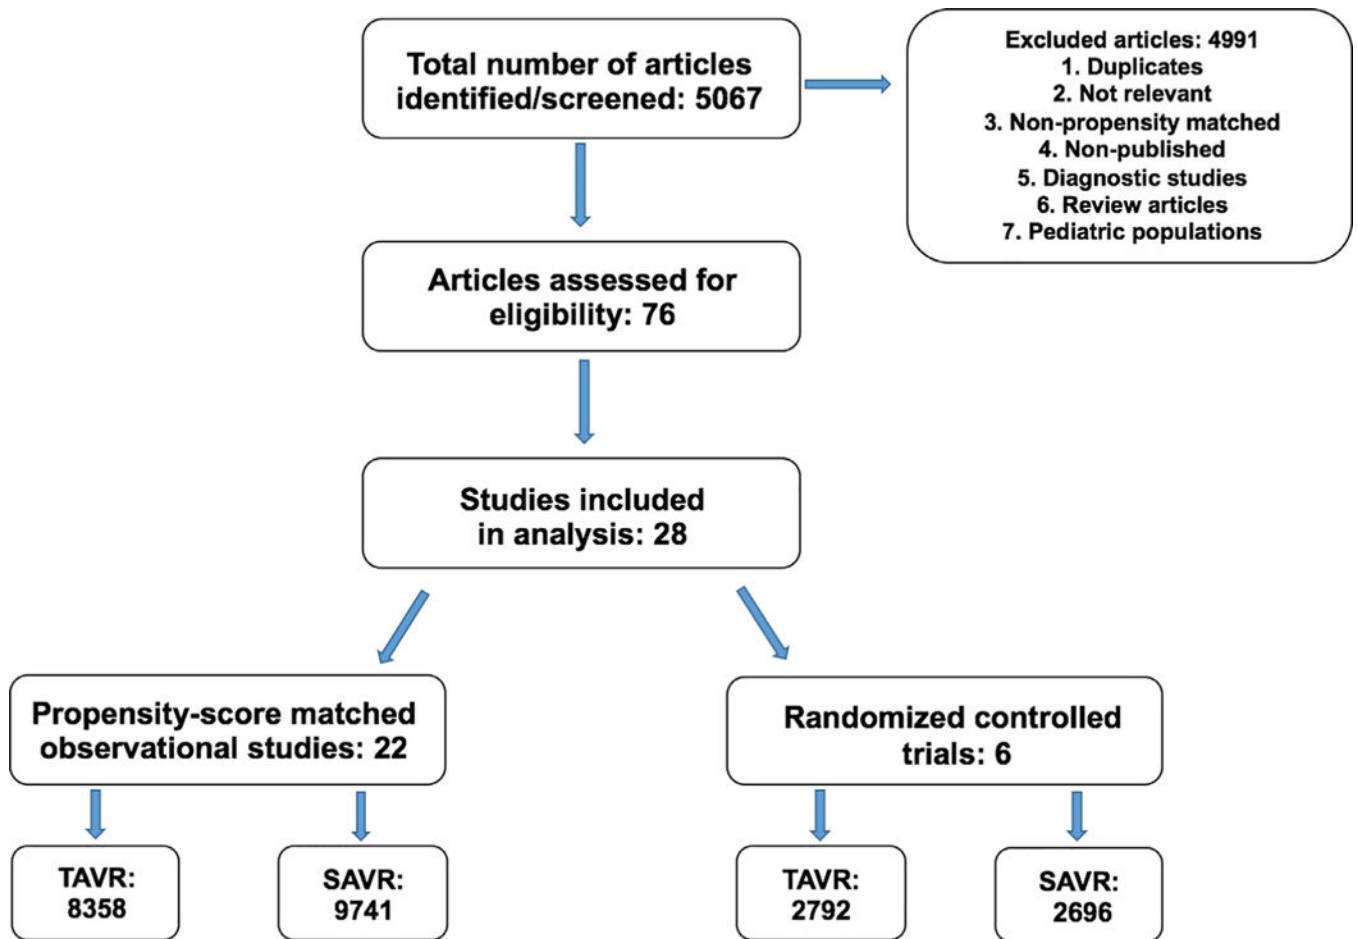 Total number of articles
identified/screened: 5067
Excluded articles: 4991
1. Duplicates
2. Not relevant
3. Non-propensity matched
4. Non-published
5. Diagnostic studies
6. Review articles
7. Pediatric populations
Articles assessed for
eligibility: 76
Studies included
in analysis: 28
Propensity-score matched
observational studies: 22
Randomized controlled
trials: 6
TAVR:
8358
SAVR:
9741
TAVR:
2792
SAVR:
2696